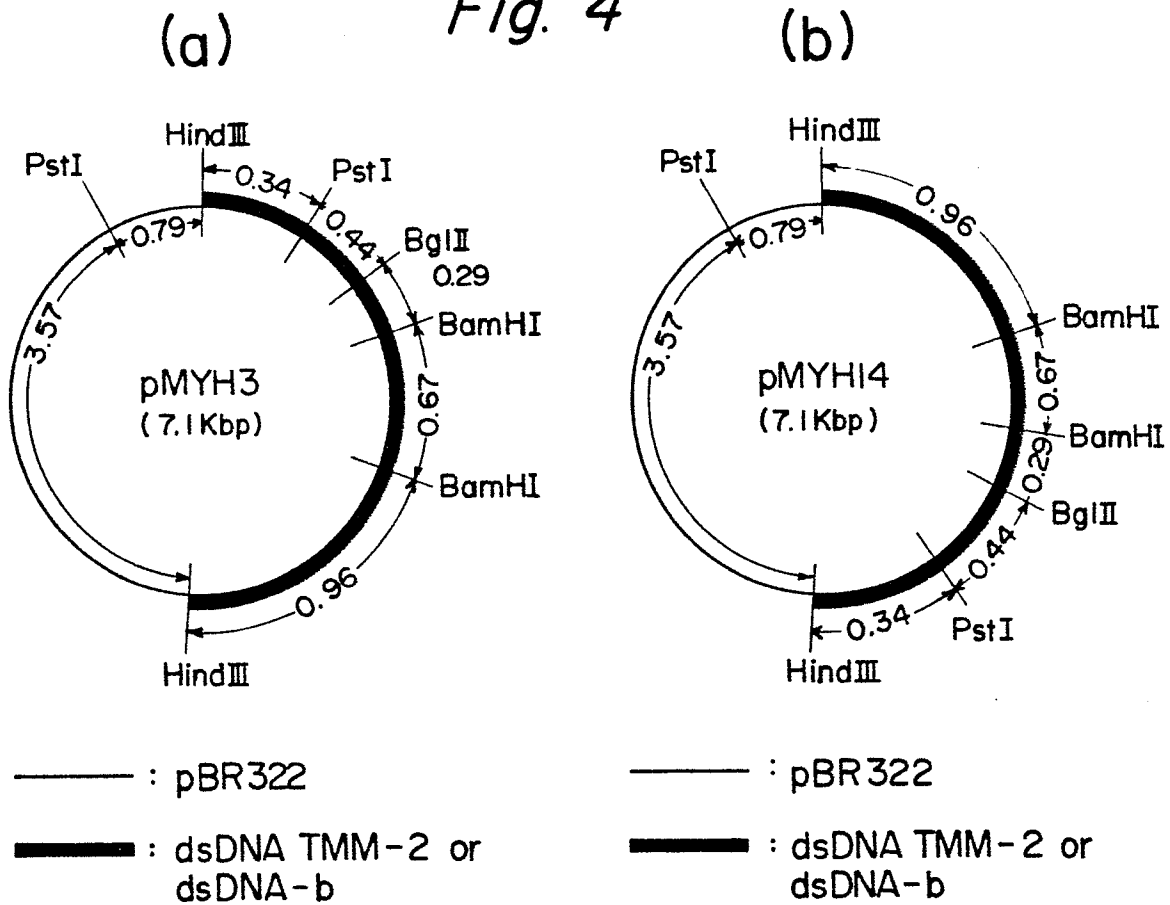 Fig. 4
(a)
HindIII
PstI
PstI
0.34
0.79
0.44
BglII
0.29
BamHI
3.57
pMYH3
(7.1Kbp)
0.67
BamHI
0.96
HindIII
(b)
HindIII
PstI
0.96
0.79
BamHI
3.57
pMYH14
(7.1Kbp)
0.67
BamHI
0.29
BglII
0.44
PstI
0.34
HindIII
: pBR322
: dsDNA TMM-2 or
dsDNA-b
: pBR322
: dsDNA TMM-2 or
dsDNA-b